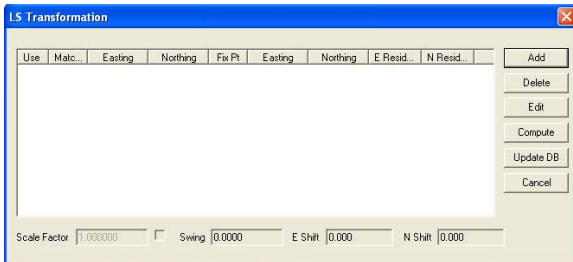 LS Transformation
Use Matc... Easting Northing Fix Pt Easting Northing E Resid... N Resid...
Add
Delete
Edit
Compute
Update DB
Cancel
Scale Factor 1.000000 Swing 0.0000 E Shift 0.000 N Shift 0.000